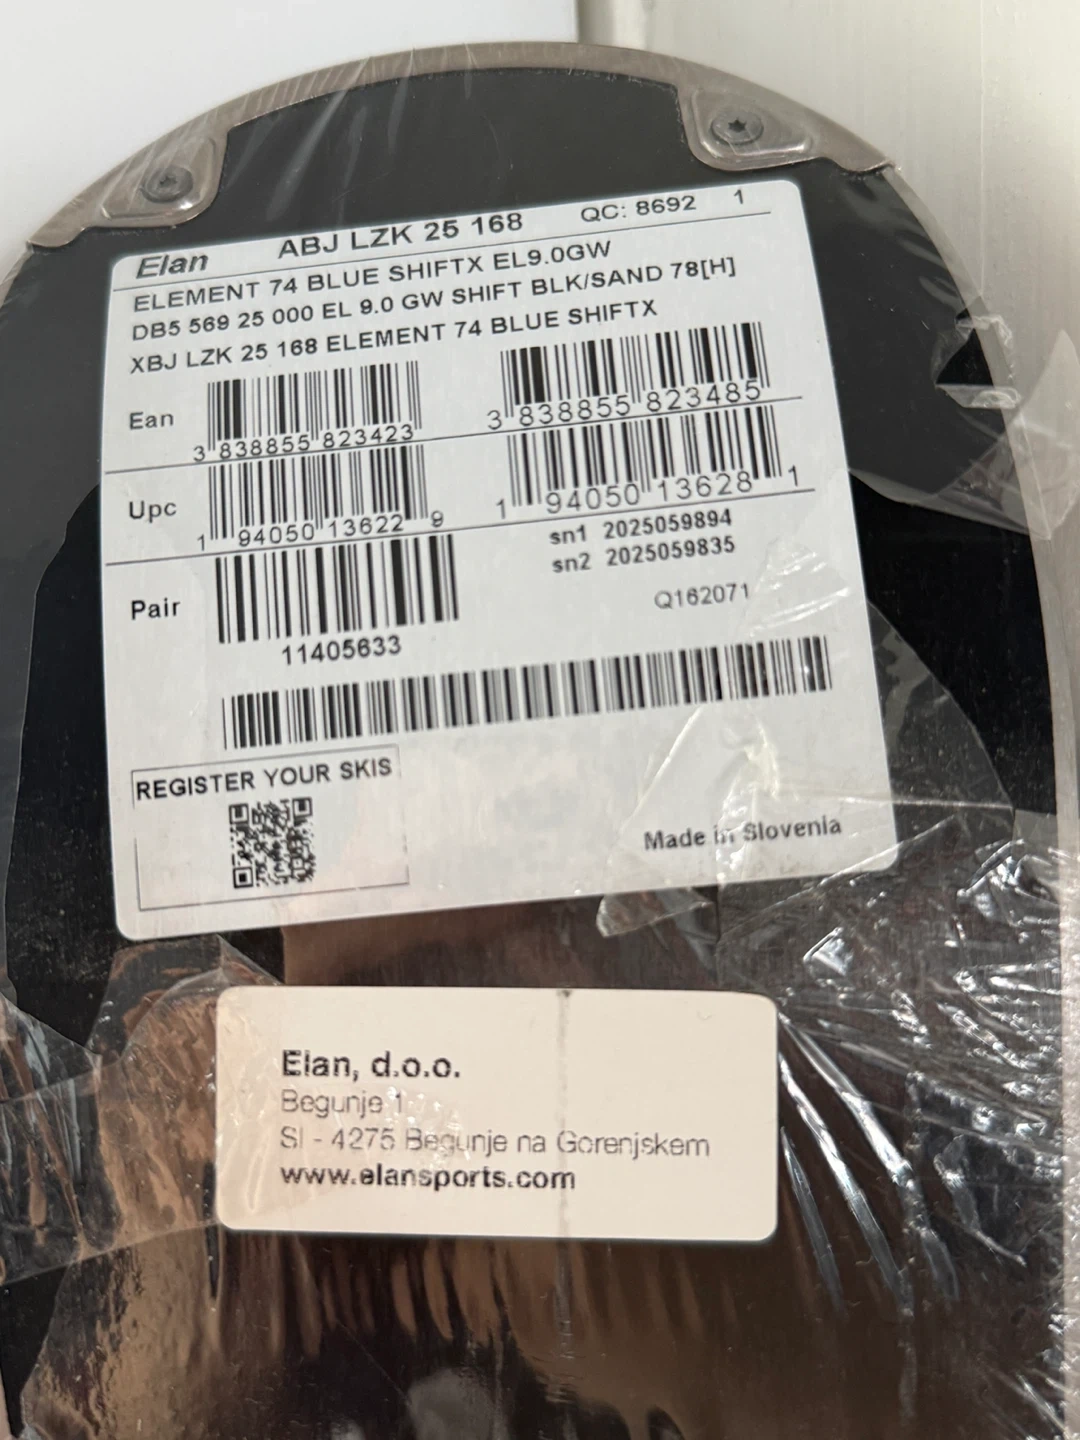 Elan ABJ LZK 25 168 QC: 8692 1
ELEMENT 74 BLUE SHIFTX EL9.0GW
DB5 569 25 000 EL 9.0 GW SHIFT BLK/SAND 78[H]
XBJ LZK 25 168 ELEMENT 74 BLUE SHIFTX
Ean
3 838855 823423
3 838855 823485
Upc
1 94050 13622 9
1 94050 13628 1
sn1 2025059894
sn2 2025059835
Pair
11405633
Q162071
REGISTER YOUR SKIS
Made in Slovenia
Elan, d.o.o.
Begunje 1
SI - 4275 Begunje na Gorenjskem
www.elansports.com